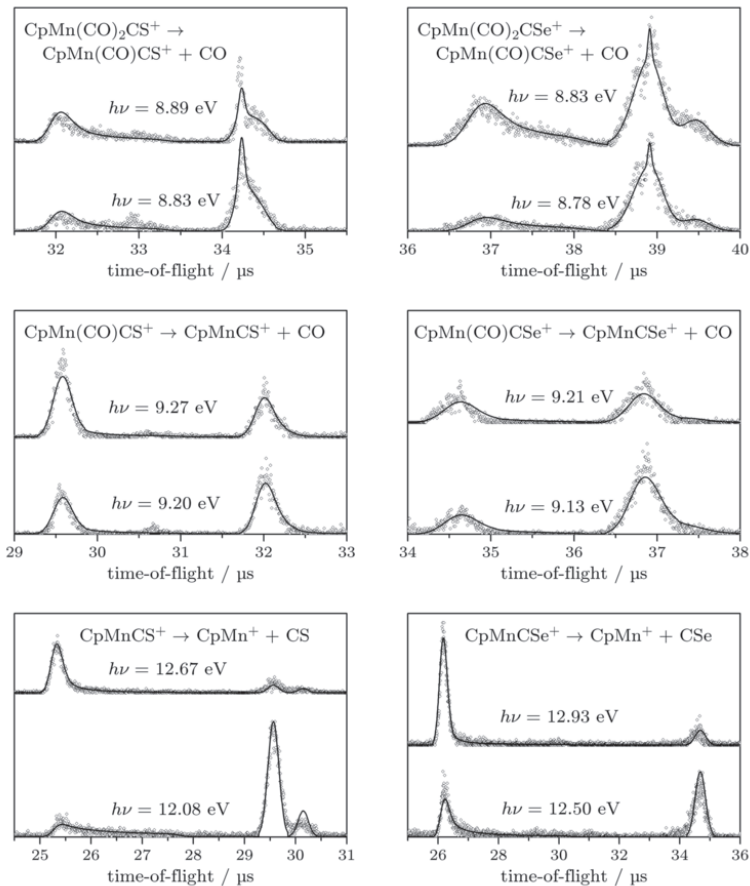 CpMn(CO)₂CS⁺ →
CpMn(CO)CS⁺ + CO
hν = 8.89 eV
hν = 8.83 eV
32 33 34 35
time-of-flight / µs
CpMn(CO)₂CSe⁺ →
CpMn(CO)CSe⁺ + CO
hν = 8.83 eV
hν = 8.78 eV
36 37 38 39 40
time-of-flight / µs
CpMn(CO)CS⁺ → CpMnCS⁺ + CO
hν = 9.27 eV
hν = 9.20 eV
29 30 31 32 33
time-of-flight / µs
CpMn(CO)CSe⁺ → CpMnCSe⁺ + CO
hν = 9.21 eV
hν = 9.13 eV
34 35 36 37 38
time-of-flight / µs
CpMnCS⁺ → CpMn⁺ + CS
hν = 12.67 eV
hν = 12.08 eV
25 26 27 28 29 30 31
time-of-flight / µs
CpMnCSe⁺ → CpMn⁺ + CSe
hν = 12.93 eV
hν = 12.50 eV
26 28 30 32 34 36
time-of-flight / µs